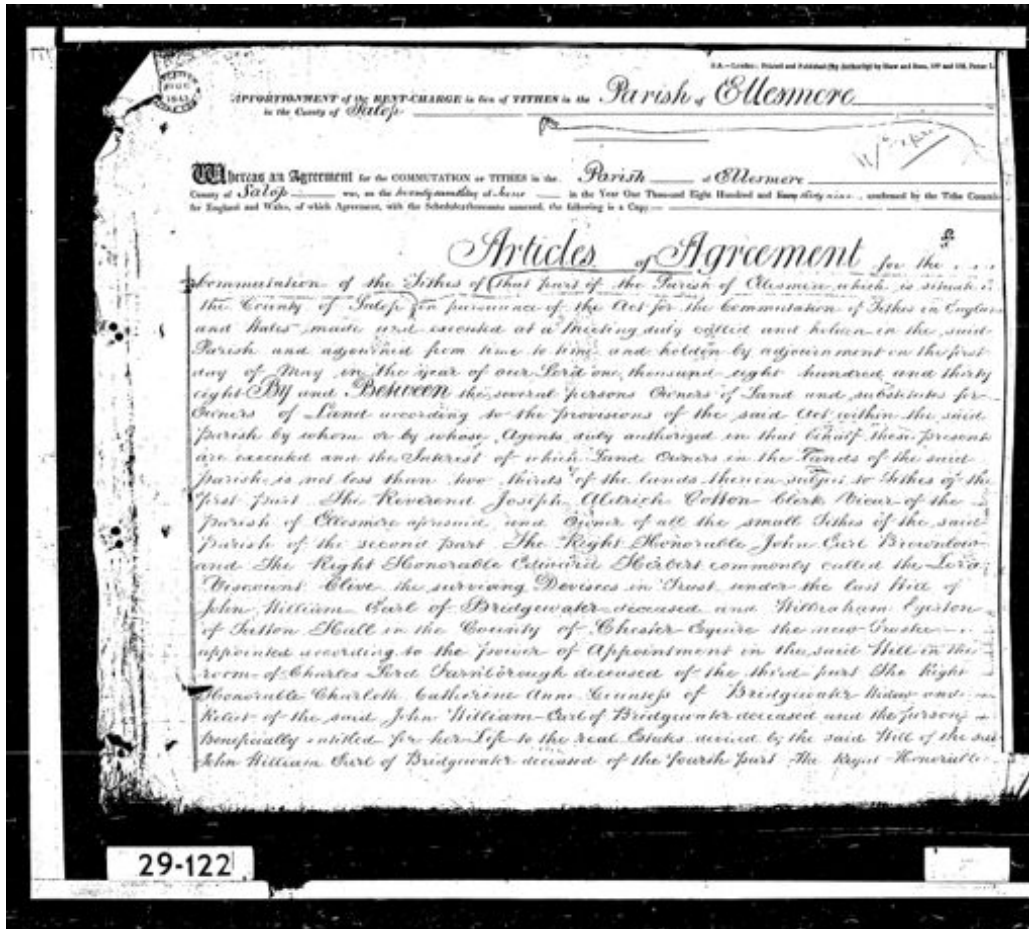 S.A.—London: Printed and Published (By Authority) by Shaw and Sons,
APPORTIONMENT of the RENT-CHARGE in lieu of TITHES in the Parish of Ellesmere
in the County of Salop
Whereas an Agreement for the COMMUTATION OF TITHES in the Parish of Ellesmere
County of Salop was, on the day of June in the Year One Thousand Eight Hundred and thirty nine, confirmed by the Tithe
for England and Wales, of which Agreement, with the Schedule thereunto annexed, the following is a Copy
Articles of Agreement for the
Commutation of the Tithes of (that part of the Parish of Ellesmere which is situate in
the County of Salop) in pursuance of the Act for the Commutation of Tithes in England
and Wales made and executed at a Meeting duly called and holden in the said
Parish and adjourned from time to time and holden by adjournment on the first
day of May in the year of our Lord one thousand eight hundred and thirty
eight By and Between the several persons Owners of Land and substitutes for
Owners of Land according to the provisions of the said Act within the said
parish by whom or by whose Agents duly authorized in that behalf these presents
are executed and the Interest of which Land Owners in the Lands of the said
parish is not less than two thirds of the lands therein subject to Tithes of the
first part The Reverend Joseph Aldrich Cotton Clerk Vicar of the
parish of Ellesmere aforesaid and Owner of all the small Tithes of the said
parish of the second part The Right Honorable John Earl Brownlow
and The Right Honorable Edward Herbert commonly called the Lord
Viscount Clive the surviving Devisees in Trust under the last Will of
John William Earl of Bridgewater deceased and Wilbraham Egerton
of Tatton Hall in the County of Chester Esquire the new Trustee
appointed according to the power of Appointment in the said Will in the
room of Charles Lord Farnborough deceased of the third part The Right
Honorable Charlotte Catherine Anne Countess of Bridgewater Widow and
Relict of the said John William Earl of Bridgewater deceased and the person
beneficially entitled for her Life to the real Estates devised by the said Will of the said
John William Earl of Bridgewater deceased of the fourth part The Right Honorable
29-122